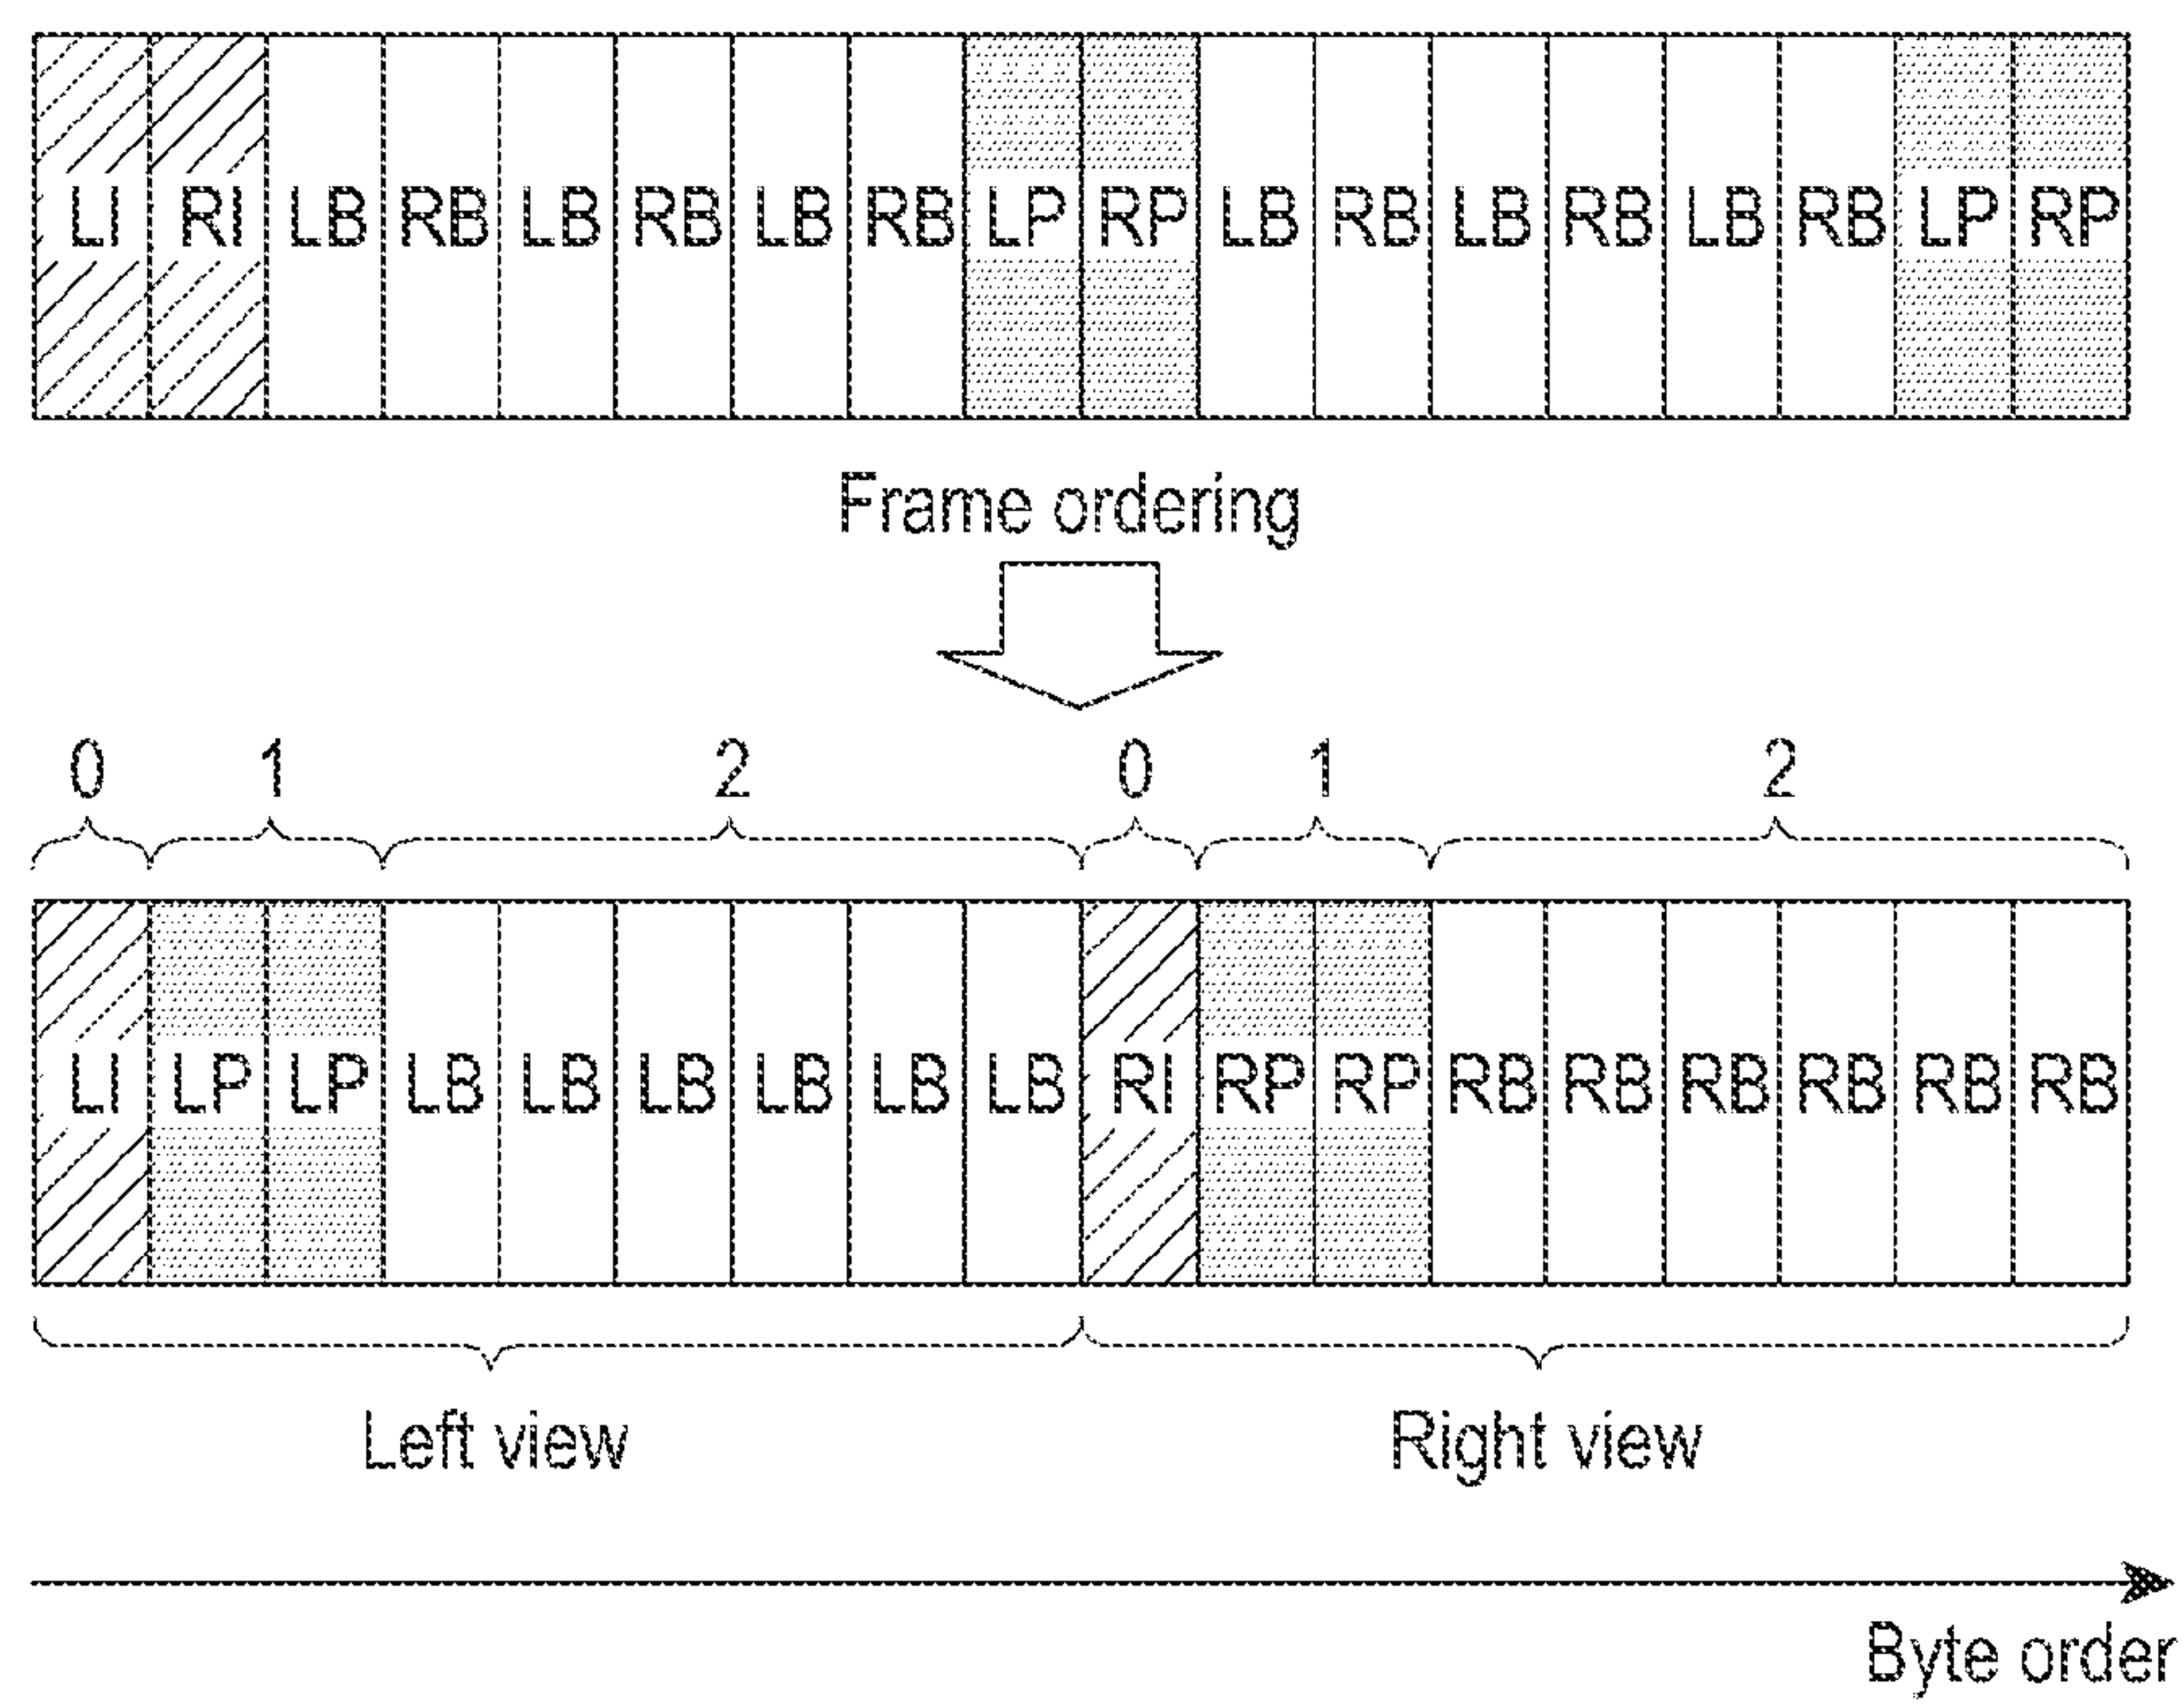 LI RI LB RB LB RB LB RB LP RP LB RB LB RB LB RB LP RP
Frame ordering
0 1 2 0 1 2
LI LP LP LB LB LB LB LB LB RI RP RP RB RB RB RB RB RB
Left view Right view
Byte order